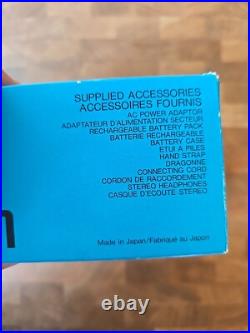 SUPPLIED ACCESSORIES
ACCESSOIRES FOURNIS
AC POWER ADAPTOR
ADAPTATEUR D'ALIMENTATION SECTEUR
RECHARGEABLE BATTERY PACK
BATTERIE RECHARGEABLE
BATTERY CASE
ETUI A PILES
HAND STRAP
DRAGONNE
CONNECTING CORD
CORDON DE RACCORDEMENT
STEREO HEADPHONES
CASQUE D'ECOUTE STEREO
Made in Japan/Fabriqué au Japon